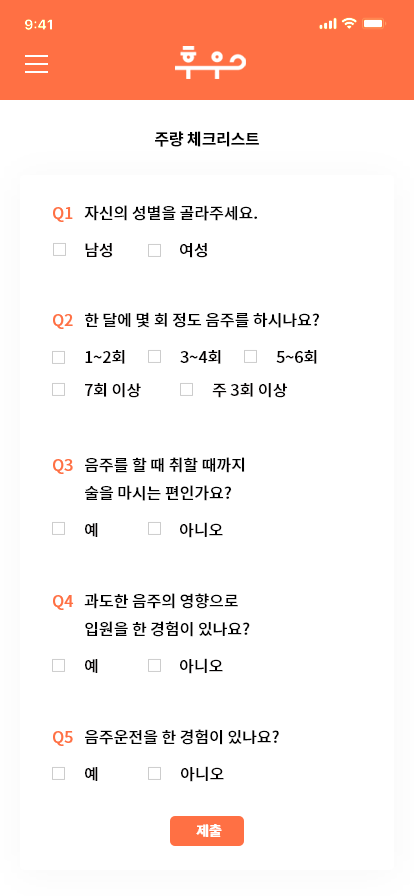 9:41
주량 체크리스트
Q1 자신의 성별을 골라주세요.
남성 여성
Q2 한 달에 몇 회 정도 음주를 하시나요?
1~2회 3~4회 5~6회
7회 이상 주 3회 이상
Q3 음주를 할 때 취할 때까지
술을 마시는 편인가요?
예 아니오
Q4 과도한 음주의 영향으로
입원을 한 경험이 있나요?
예 아니오
Q5 음주운전을 한 경험이 있나요?
예 아니오
제출